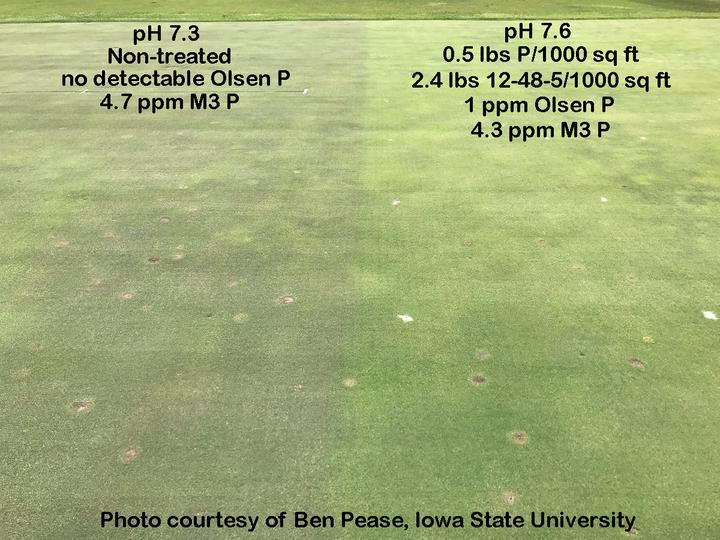 pH 7.3
Non-treated
no detectable Olsen P
4.7 ppm M3 P
pH 7.6
0.5 lbs P/1000 sq ft
2.4 lbs 12-48-5/1000 sq ft
1 ppm Olsen P
4.3 ppm M3 P
Photo courtesy of Ben Pease, Iowa State University